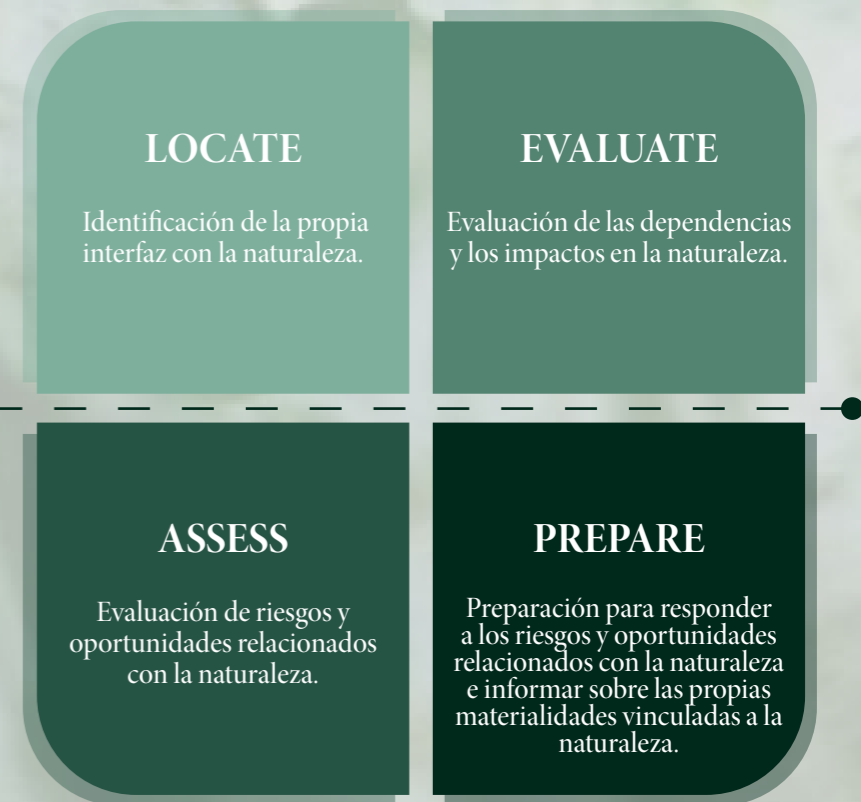 LOCATE
Identificación de la propia
interfaz con la naturaleza.
EVALUATE
Evaluación de las dependencias
y los impactos en la naturaleza.
ASSESS
Evaluación de riesgos y
oportunidades relacionados
con la naturaleza.
PREPARE
Preparación para responder
a los riesgos y oportunidades
relacionados con la naturaleza
e informar sobre las propias
materialidades vinculadas a la
naturaleza.